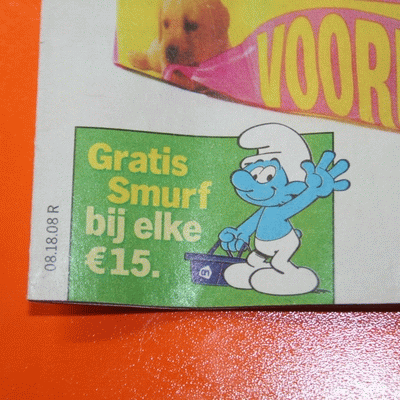 VOOR
Gratis
Smurf
bij elke
€15.
08.18.08 R